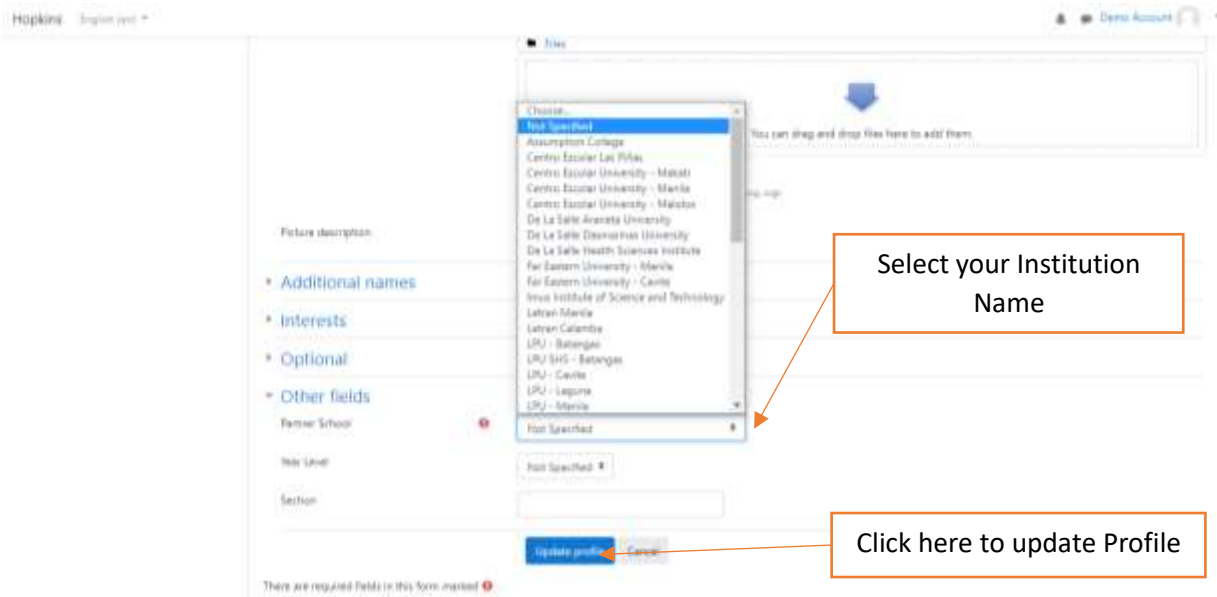 Hopkins English (en)
Demo Account
Files
You can drag and drop files here to add them.
Choose...
Not Specified
Assumption College
Centro Escolar Las Piñas
Centro Escolar University - Makati
Centro Escolar University - Manila
Centro Escolar University - Malolos
De La Salle Araneta University
De La Salle Dasmarinas University
De La Salle Health Sciences Institute
Far Eastern University - Manila
Far Eastern University - Cavite
Imus Institute of Science and Technology
Letran Manila
Letran Calamba
LPU - Batangas
LPU SHS - Batangas
LPU - Cavite
LPU - Laguna
LPU - Manila
Picture description
Select your Institution
Name
Additional names
Interests
Optional
Other fields
Partner School
Not Specified
Year Level
Not Specified
Section
Update profile Cancel
Click here to update Profile
There are required fields in this form marked